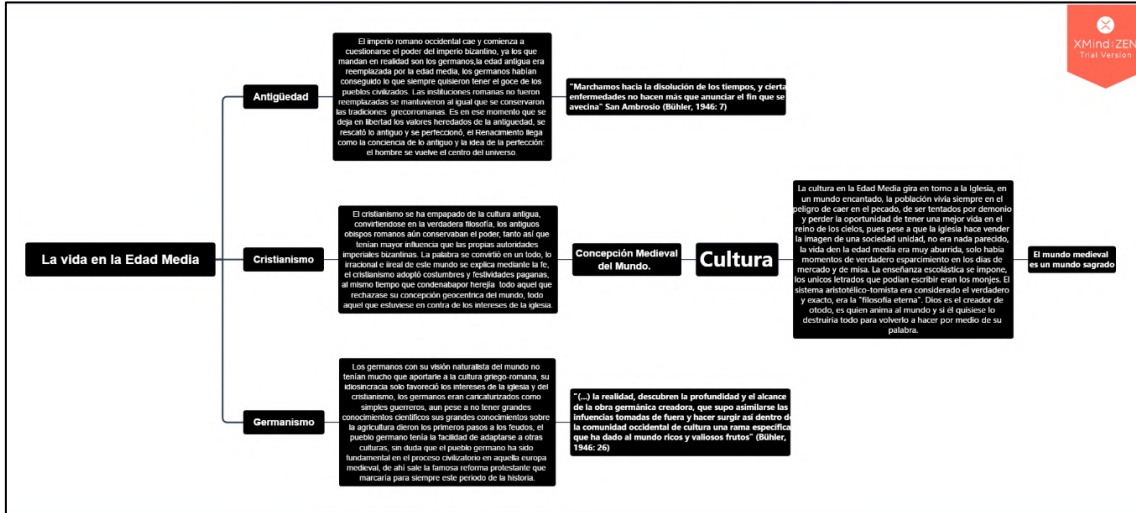 XMind:ZEN
Trial Version
La vida en la Edad Media
Antigüedad
El imperio romano occidental cae y comienza a
cuestionarse el poder del imperio bizantino, ya los que
mandan en realidad son los germanos,la edad antigua era
reemplazada por la edad media, los germanos habían
conseguido lo que siempre quisieron tener el goce de los
pueblos civilizados. Las instituciones romanas no fueron
reemplazadas se mantuvieron al igual que se conservaron
las tradiciones grecorromanas. Es en ese momento que se
deja en libertad los valores heredados de la antiguedad, se
rescató lo antiguo y se perfeccionó, el Renacimiento llega
como la conciencia de lo antiguo y la idea de la perfección:
el hombre se vuelve el centro del universo.
"Marchamos hacia la disolución de los tiempos, y cierta
enfermedades no hacen más que anunciar el fin que se
avecina" San Ambrosio (Bühler, 1946: 7)
Cristianismo
El cristianismo se ha empapado de la cultura antigua,
convirtiendose en la verdadera filosofía, los antiguos
obispos romanos aún conservaban el poder, tanto así que
tenían mayor influencia que las propias autoridades
imperiales bizantinas. La palabra se convirtió en un todo, lo
irracional e iireal de este mundo se explica mediante la fe,
el cristianismo adoptó costumbres y festividades paganas,
al mismo tiempo que condenabapor herejía todo aquel que
rechazase su concepción geocentrica del mundo, todo
aquel que estuviese en contra de los intereses de la iglesia.
Concepción Medieval
del Mundo.
Cultura
La cultura en la Edad Media gira en torno a la Iglesia, en
un mundo encantado, la población vivía siempre en el
peligro de caer en el pecado, de ser tentados por demonio
y perder la oportunidad de tener una mejor vida en el
reino de los cielos, pues pese a que la iglesia hace vender
la imagen de una sociedad unidad, no era nada parecido,
la vida den la edad media era muy aburrida, solo había
momentos de verdadero esparcimiento en los días de
mercado y de misa. La enseñanza escolástica se impone,
los unicos letrados que podían escribir eran los monjes. El
sistema aristotélico-tomista era considerado el verdadero
y exacto, era la "filosofía eterna". Dios es el creador de
otodo, es quien anima al mundo y si él quisiese lo
destruiría todo para volverlo a hacer por medio de su
palabra.
El mundo medieval
es un mundo sagrado
Germanismo
Los germanos con su visión naturalista del mundo no
tenían mucho que aportarle a la cultura griego-romana, su
idiosincracia solo favoreció los intereses de la iglesia y del
cristianismo, los germanos eran caricaturizados como
simples guerreros, aun pese a no tener grandes
conocimientos científicos sus grandes conocimientos sobre
la agricultura dieron los primeros pasos a los feudos, el
pueblo germano tenía la facilidad de adaptarse a otras
culturas, sin duda que el pueblo germano ha sido
fundamental en el proceso civilizatorio en aquella europa
medieval, de ahí sale la famosa reforma protestante que
marcaría para siempre este periodo de la historia.
"(...) la realidad, descubren la profundidad y el alcance
de la obra germánica creadora, que supo asimilarse las
infuencias tomadas de fuera y hacer surgir así dentro de
la comunidad occidental de cultura una rama específica
que ha dado al mundo ricos y valiosos frutos" (Bühler,
1946: 26)